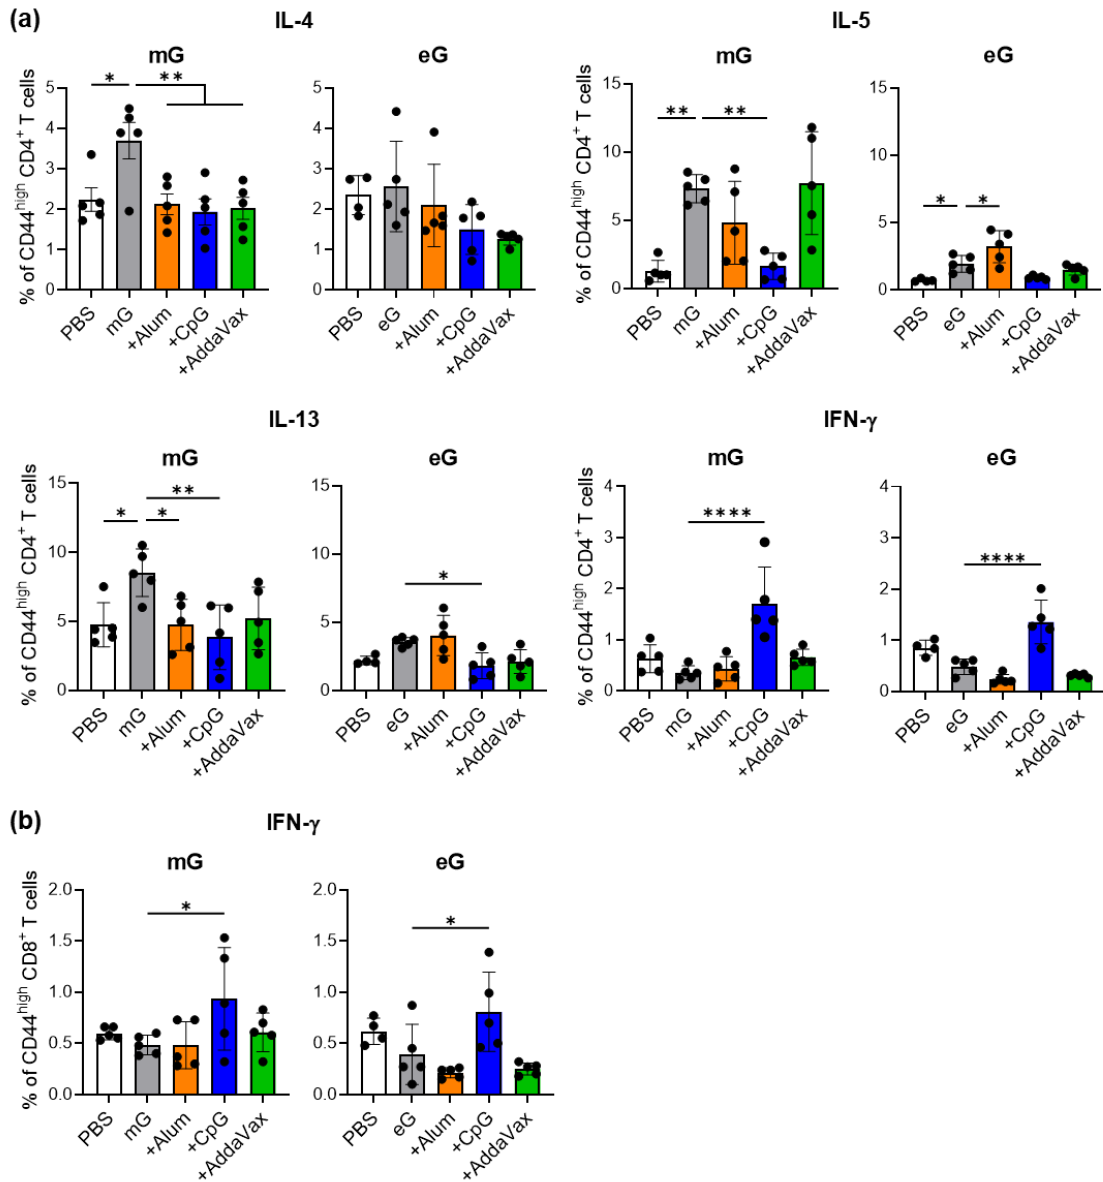 (a)
IL-4
IL-5
mG
eG
mG
eG
% of CD44high CD4+ T cells
5
4
3
2
1
0
* **
PBS
mG
+Alum
+CpG
+AddaVax
5
4
3
2
1
0
PBS
eG
+Alum
+CpG
+AddaVax
% of CD44high CD4+ T cells
15
10
5
0
** **
PBS
mG
+Alum
+CpG
+AddaVax
15
10
5
0
* *
PBS
eG
+Alum
+CpG
+AddaVax
IL-13
IFN-γ
mG
eG
mG
eG
% of CD44high CD4+ T cells
15
10
5
0
**
* *
PBS
mG
+Alum
+CpG
+AddaVax
15
10
5
0
*
PBS
eG
+Alum
+CpG
+AddaVax
% of CD44high CD4+ T cells
4
3
2
1
0
****
PBS
mG
+Alum
+CpG
+AddaVax
4
3
2
1
0
****
PBS
eG
+Alum
+CpG
+AddaVax
(b)
IFN-γ
mG
eG
% of CD44high CD8+ T cells
2.0
1.5
1.0
0.5
0.0
*
PBS
mG
+Alum
+CpG
+AddaVax
2.0
1.5
1.0
0.5
0.0
*
PBS
eG
+Alum
+CpG
+AddaVax